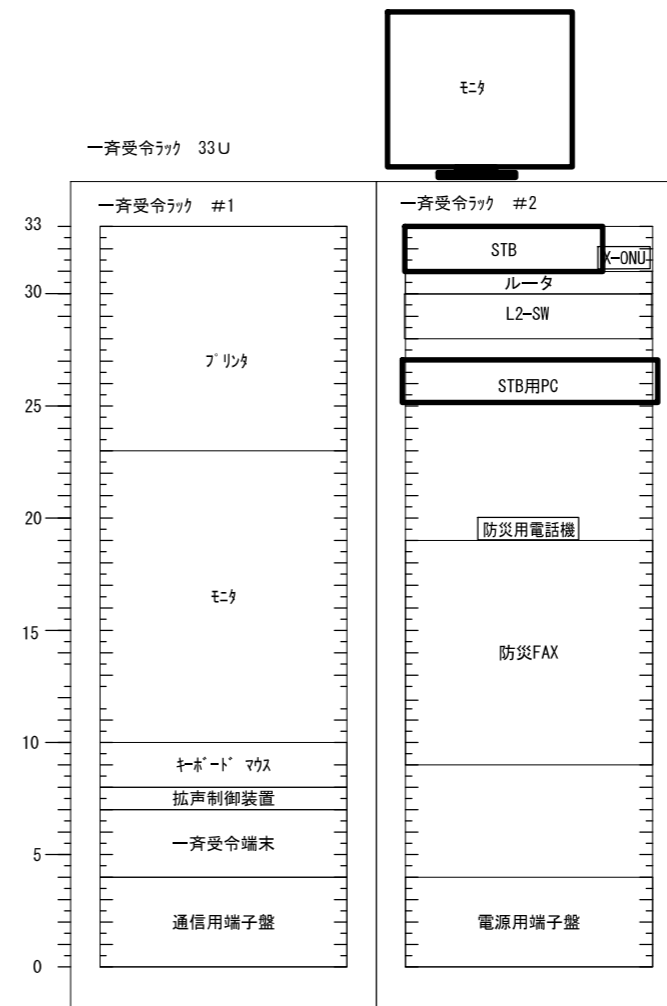 ﾓﾆﾀ
一斉受令ﾗｯｸ 33U
一斉受令ﾗｯｸ #1
一斉受令ﾗｯｸ #2
33
30
25
20
15
10
5
0
ﾌﾟﾘﾝﾀ
ﾓﾆﾀ
ｷｰﾎﾞｰﾄﾞ ﾏｳｽ
拡声制御装置
一斉受令端末
通信用端子盤
STB
X-ONU
ルータ
L2-SW
STB用PC
防災用電話機
防災FAX
電源用端子盤